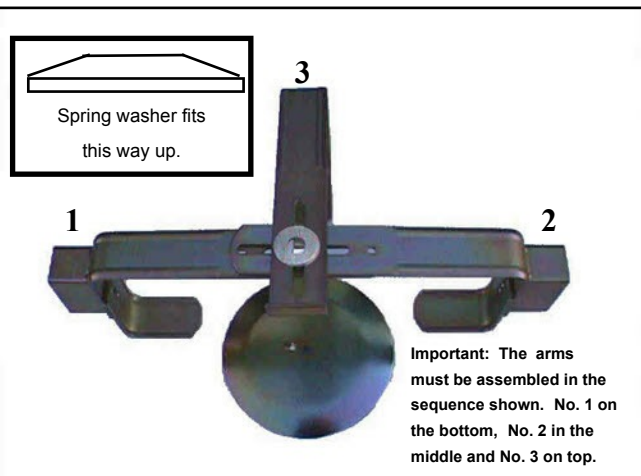 Spring washer fits
this way up.
3
1
2
Important: The arms
must be assembled in the
sequence shown. No. 1 on
the bottom, No. 2 in the
middle and No. 3 on top.